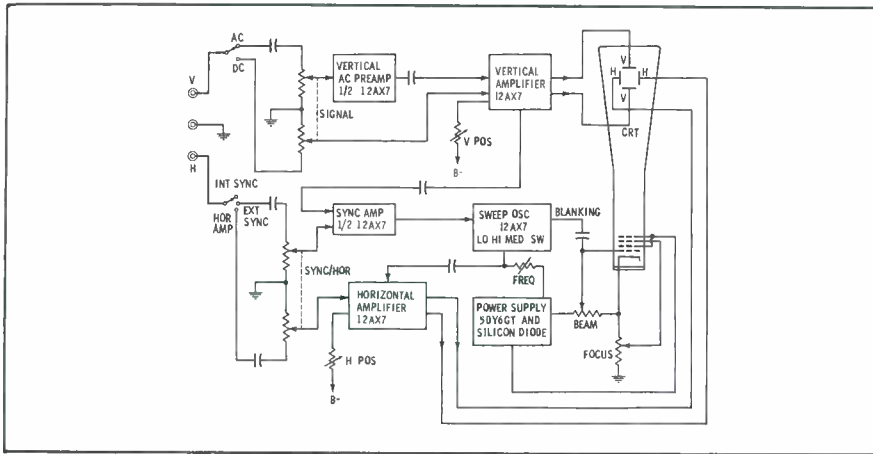 AC
V
DC
VERTICAL
AC PREAMP
1/2 12AX7
SIGNAL
VERTICAL
AMPLIFIER
12AX7
V POS
B-
V
H
H
V
CRT
H
INT SYNC
HOR
AMP
EXT
SYNC
SYNC AMP
1/2 12AX7
SYNC/HOR
SWEEP OSC
12AX7
LO HI MED SW
BLANKING
FREQ
HORIZONTAL
AMPLIFIER
12AX7
POWER SUPPLY
50Y6GT AND
SILICON DIODE
BEAM
FOCUS
H POS
B-